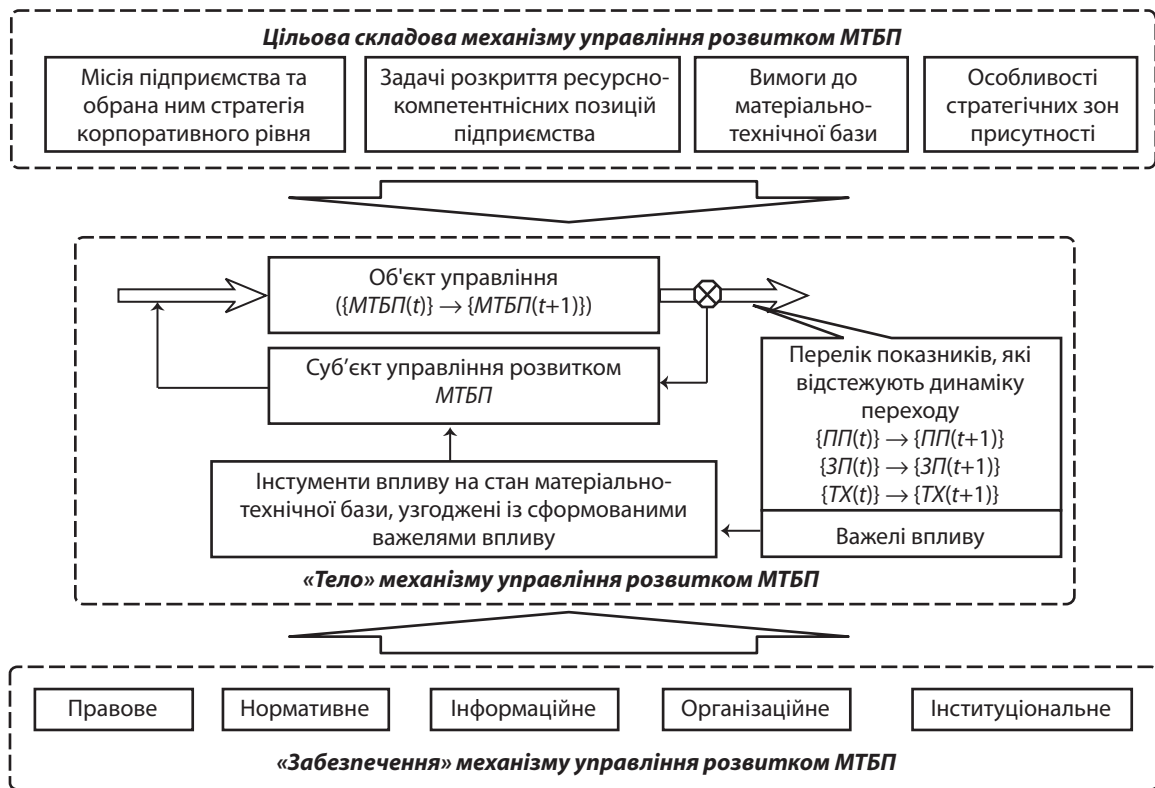 Цільова складова механізму управління розвитком МТБП
Місія підприємства та
обрана ним стратегія
корпоративного рівня
Задачі розкриття ресурсно-
компетентнісних позицій
підприємства
Вимоги до
матеріально-
технічної бази
Особливості
стратегічних зон
присутності
Об'єкт управління
({МТБП(t)} → {МТБП(t+1)})
Суб’єкт управління розвитком
МТБП
Перелік показників, які
відстежують динаміку
переходу
{ПП(t)} → {ПП(t+1)}
{ЗП(t)} → {ЗП(t+1)}
{ТХ(t)} → {ТХ(t+1)}
Важелі впливу
Інстументи впливу на стан матеріально-
технічної бази, узгоджені із сформованими
важелями впливу
«Тело» механізму управління розвитком МТБП
Правове
Нормативне
Інформаційне
Організаційне
Інституціональне
«Забезпечення» механізму управління розвитком МТБП